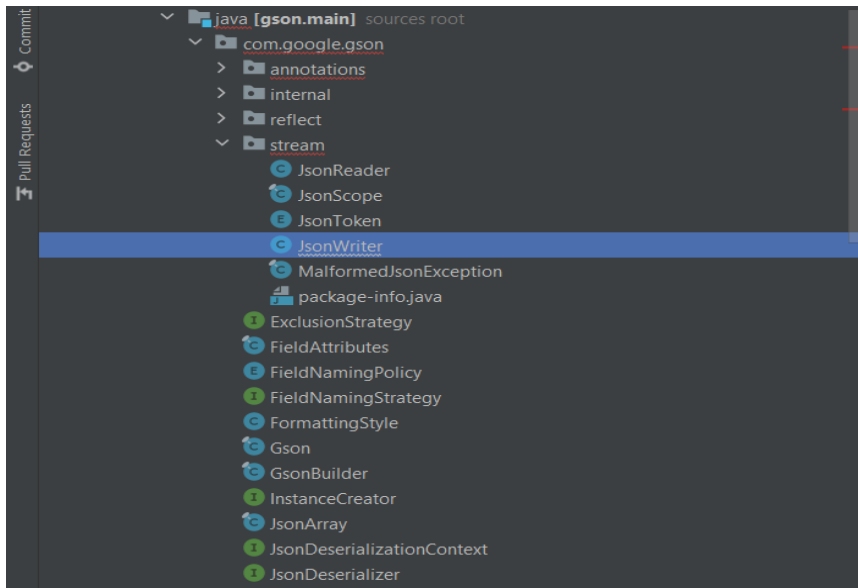 Commit
Pull Requests
java [gson.main] sources root
com.google.gson
annotations
internal
reflect
stream
C JsonReader
C JsonScope
E JsonToken
C JsonWriter
C MalformedJsonException
J package-info.java
I ExclusionStrategy
C FieldAttributes
E FieldNamingPolicy
I FieldNamingStrategy
C FormattingStyle
C Gson
C GsonBuilder
I InstanceCreator
C JsonArray
I JsonDeserializationContext
I JsonDeserializer